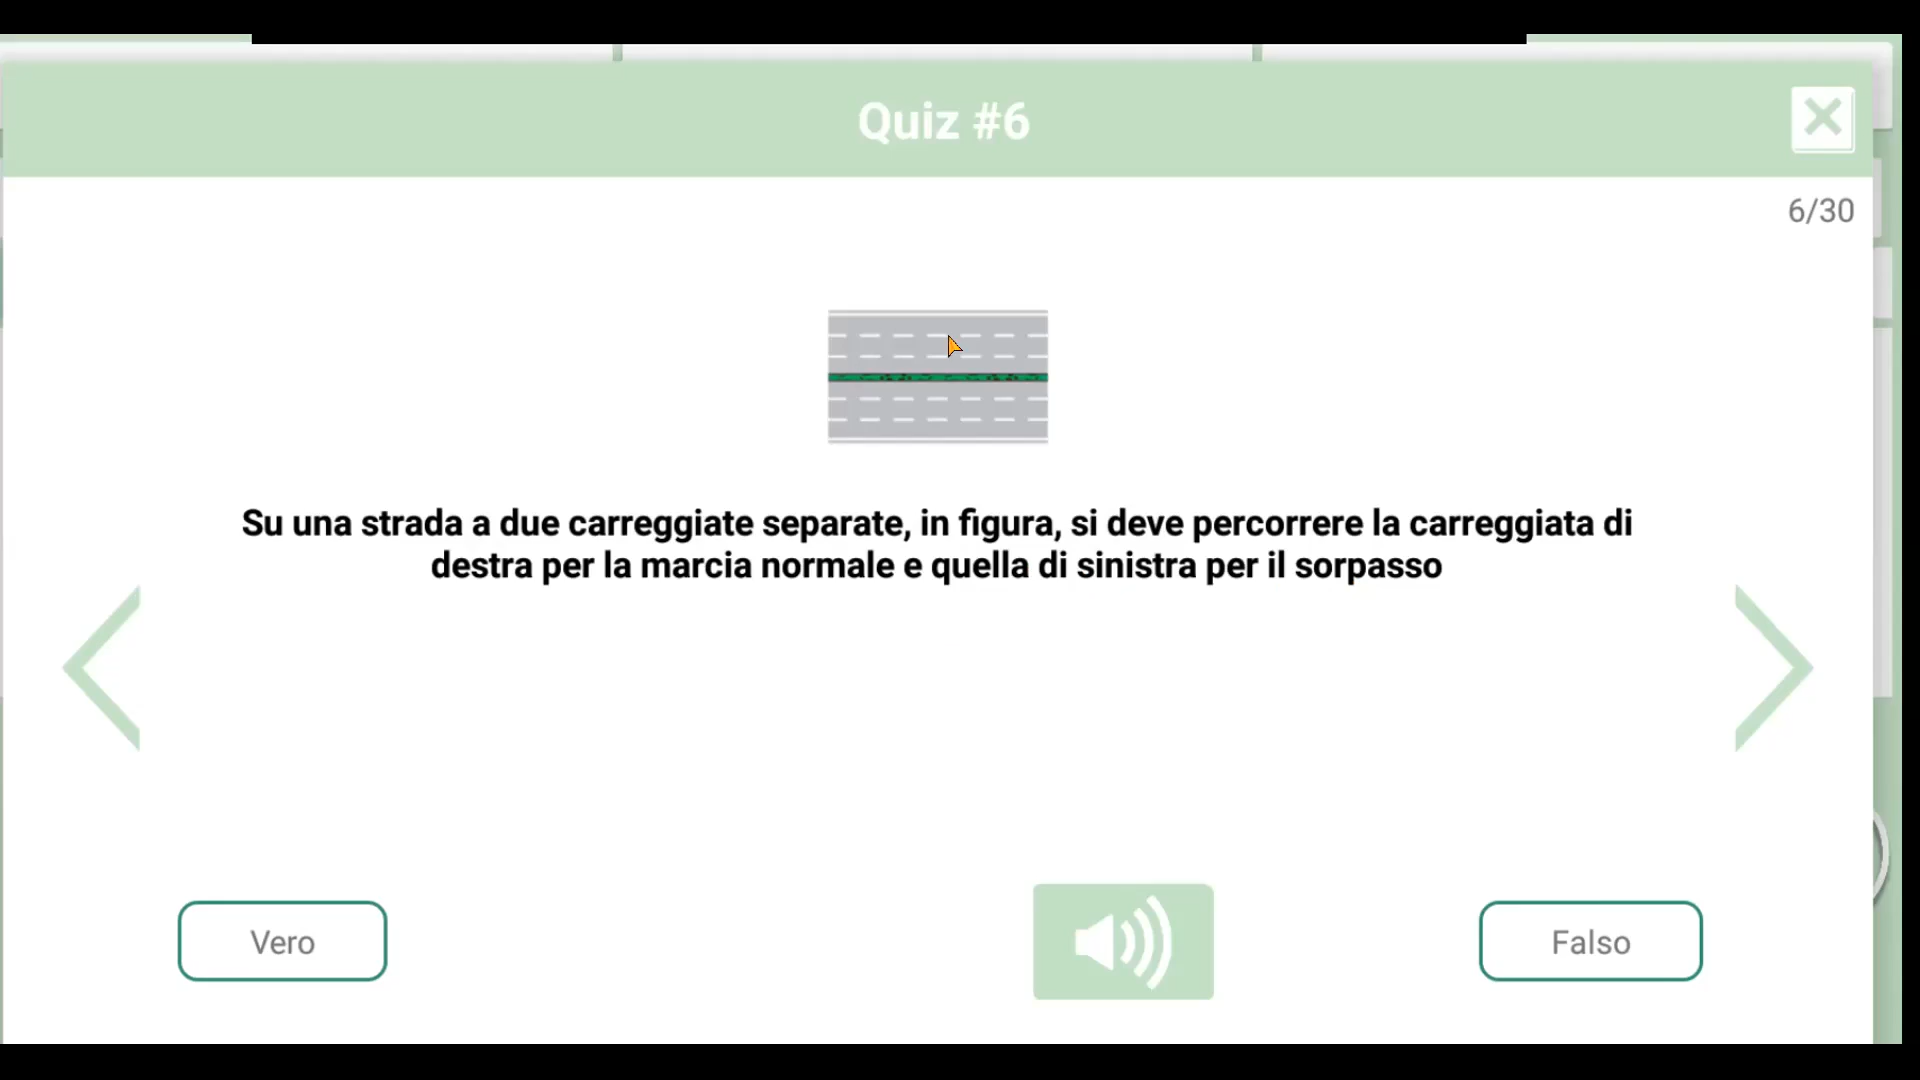 Quiz #6
6/30
Su una strada a due carreggiate separate, in figura, si deve percorrere la carreggiata di
destra per la marcia normale e quella di sinistra per il sorpasso
Vero
Falso